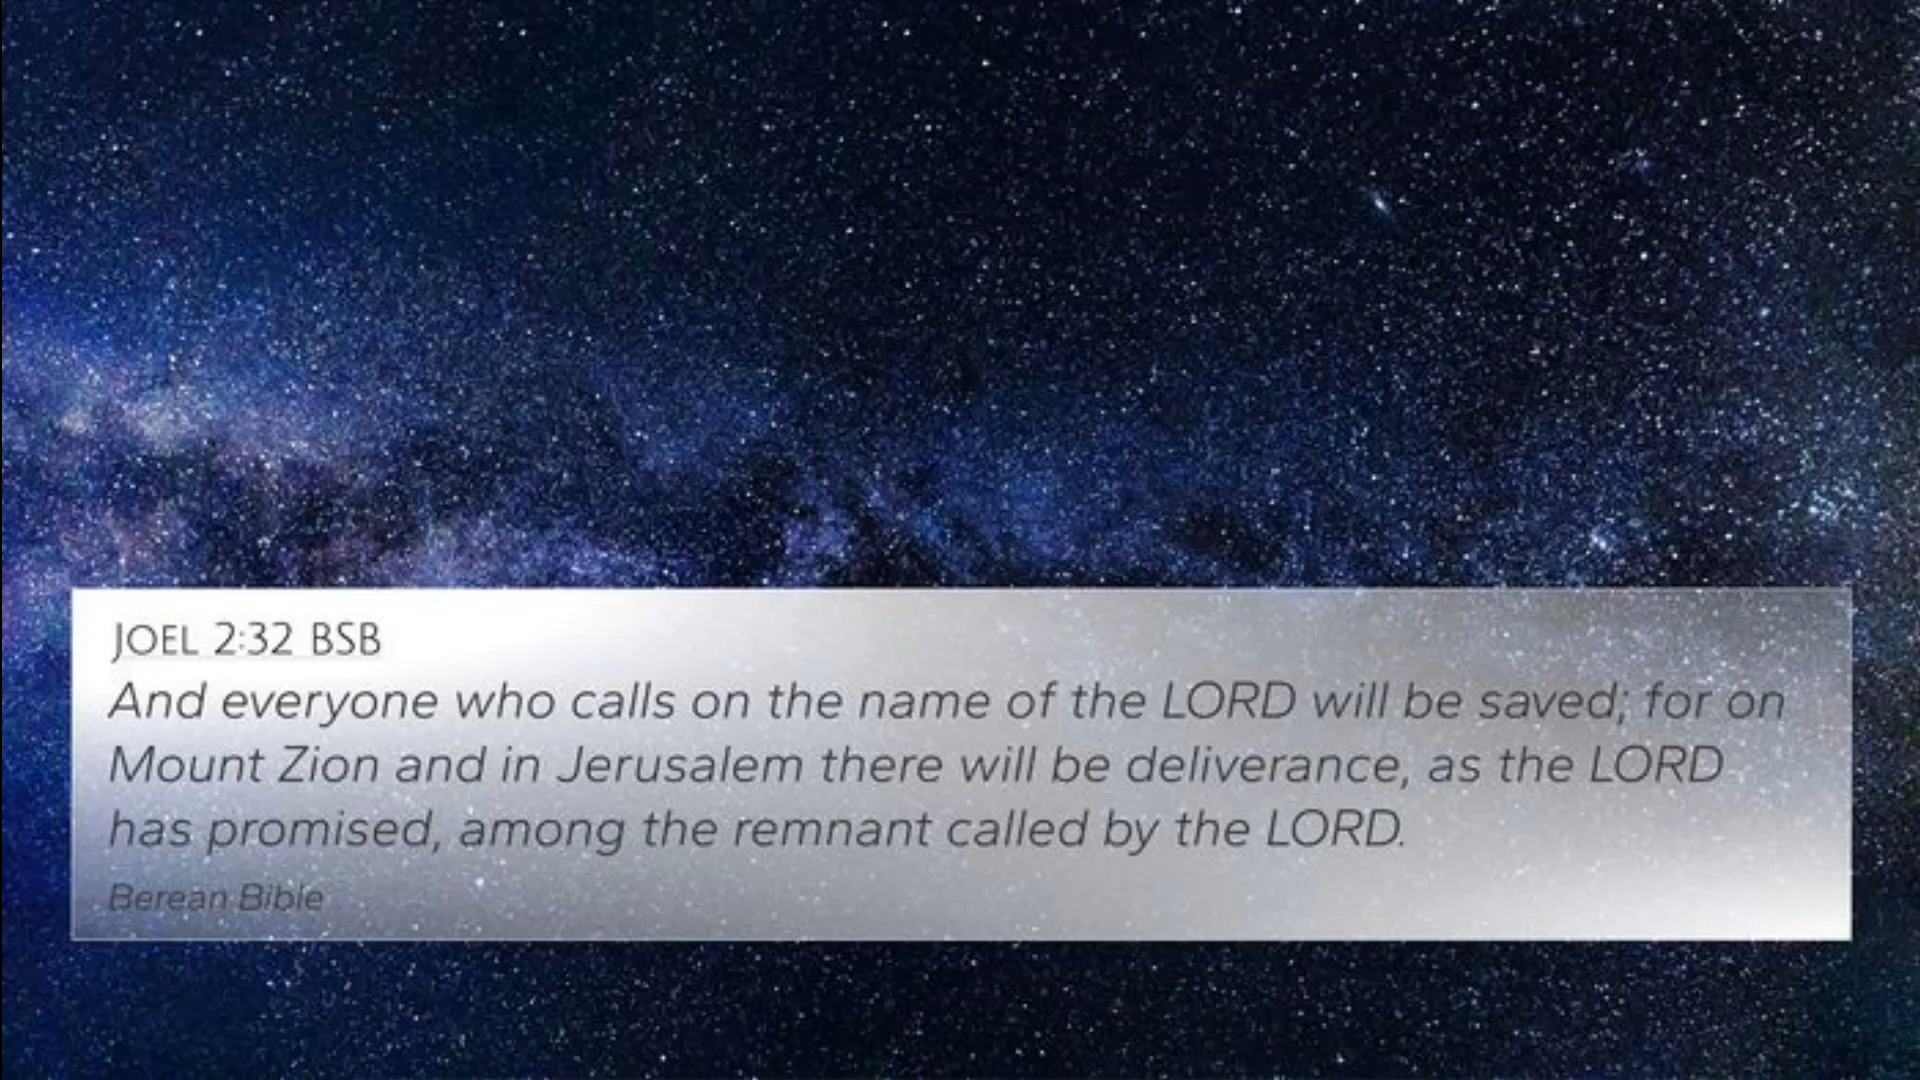 JOEL 2:32 BSB
And everyone who calls on the name of the LORD will be saved; for on
Mount Zion and in Jerusalem there will be deliverance, as the LORD
has promised, among the remnant called by the LORD.
Berean Bible